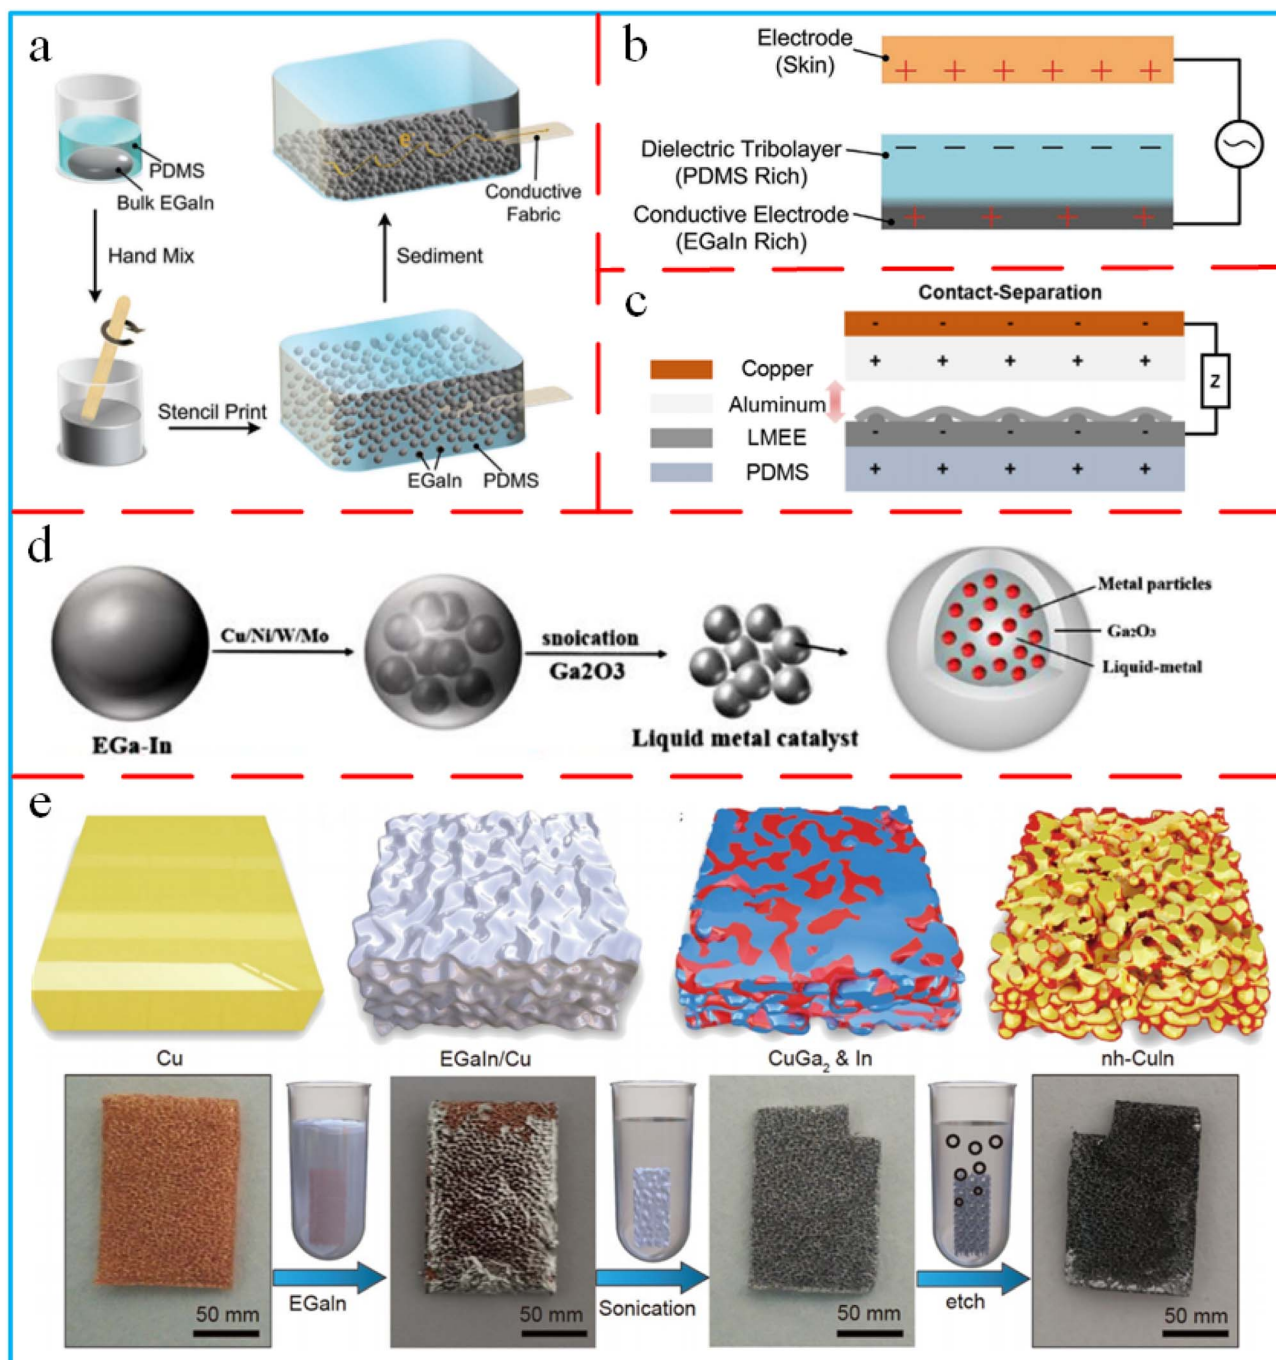 a
PDMS
Bulk EGaIn
Hand Mix
Stencil Print
EGaIn
PDMS
Sediment
Conductive
Fabric
e
b
Electrode
(Skin)
Dielectric Tribolayer
(PDMS Rich)
Conductive Electrode
(EGaIn Rich)
c
Contact-Separation
Copper
Aluminum
LMEE
PDMS
Z
d
EGa-In
Cu/Ni/W/Mo
snoication
Ga2O3
Liquid metal catalyst
Metal particles
Ga₂O₃
Liquid-metal
e
Cu
EGaIn/Cu
CuGa₂ & In
nh-CuIn
50 mm
EGaIn
50 mm
Sonication
50 mm
etch
50 mm